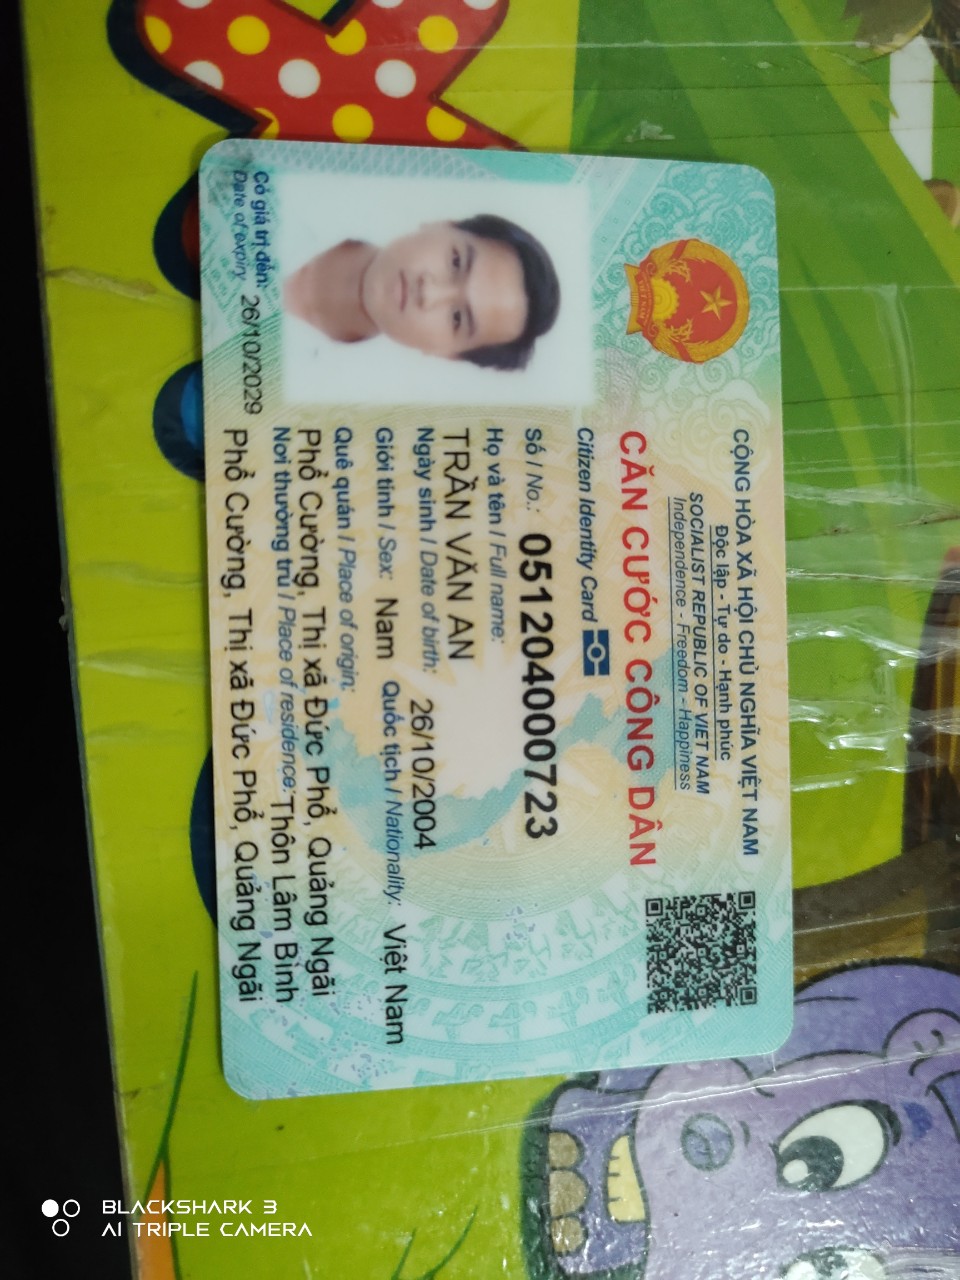 CỘNG HÒA XÃ HỘI CHỦ NGHĨA VIỆT NAM
Độc lập - Tự do - Hạnh phúc
SOCIALIST REPUBLIC OF VIET NAM
Independence - Freedom - Happiness
CĂN CƯỚC CÔNG DÂN
Citizen Identity Card
Số / No.: 051204000723
Họ và tên / Full name:
TRẦN VĂN AN
Ngày sinh / Date of birth: 26/10/2004
Giới tính / Sex: Nam Quốc tịch / Nationality: Việt Nam
Quê quán / Place of origin:
Phổ Cường, Thị xã Đức Phổ, Quảng Ngãi
Nơi thường trú / Place of residence: Thôn Lâm Bình
Phổ Cường, Thị xã Đức Phổ, Quảng Ngãi
Có giá trị đến: 26/10/2029
Date of expiry
VIỆT NAM
BLACKSHARK 3
AI TRIPLE CAMERA